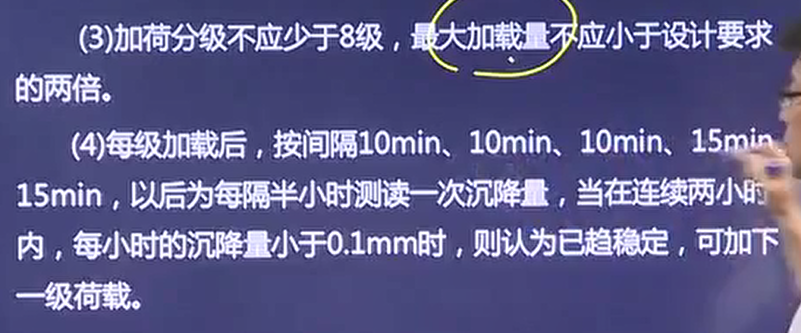 (3)加荷分级不应少于8级，最大加载量不应小于设计要求
的两倍。
(4)每级加载后，按间隔10min、10min、10min、15min
15min，以后为每隔半小时测读一次沉降量，当在连续两小时
内，每小时的沉降量小于0.1mm时，则认为已趋稳定，可加下
一级荷载。